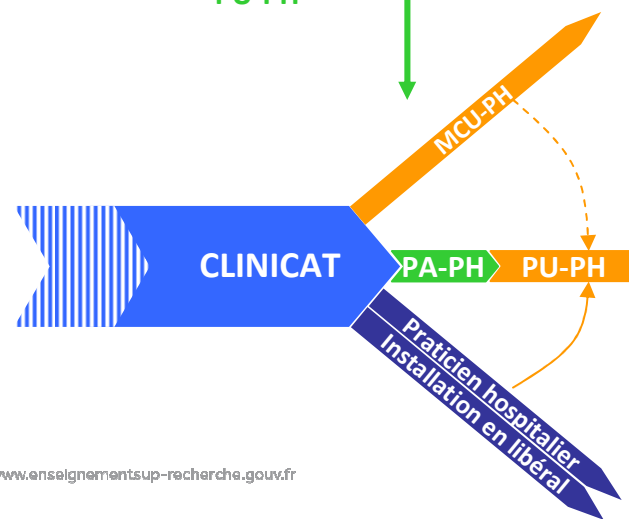 MCU-PH
CLINICAT
PA-PH
PU-PH
Praticien hospitalier
Installation en libéral
www.enseignementsup-recherche.gouv.fr